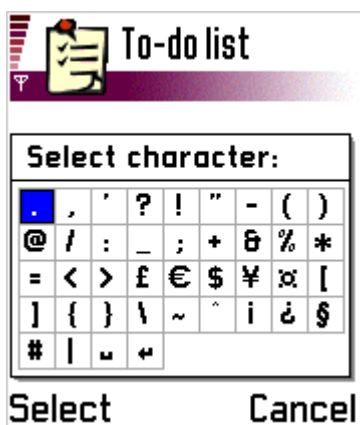 To-do list
Select character:
. , ' ? ! " - ( )
@ / : _ ; + & % *
= < > £ € $ ¥ ¤ [
] { } \ ~ ^ ¡ ¿ §
# | ␣ ↵
Select Cancel